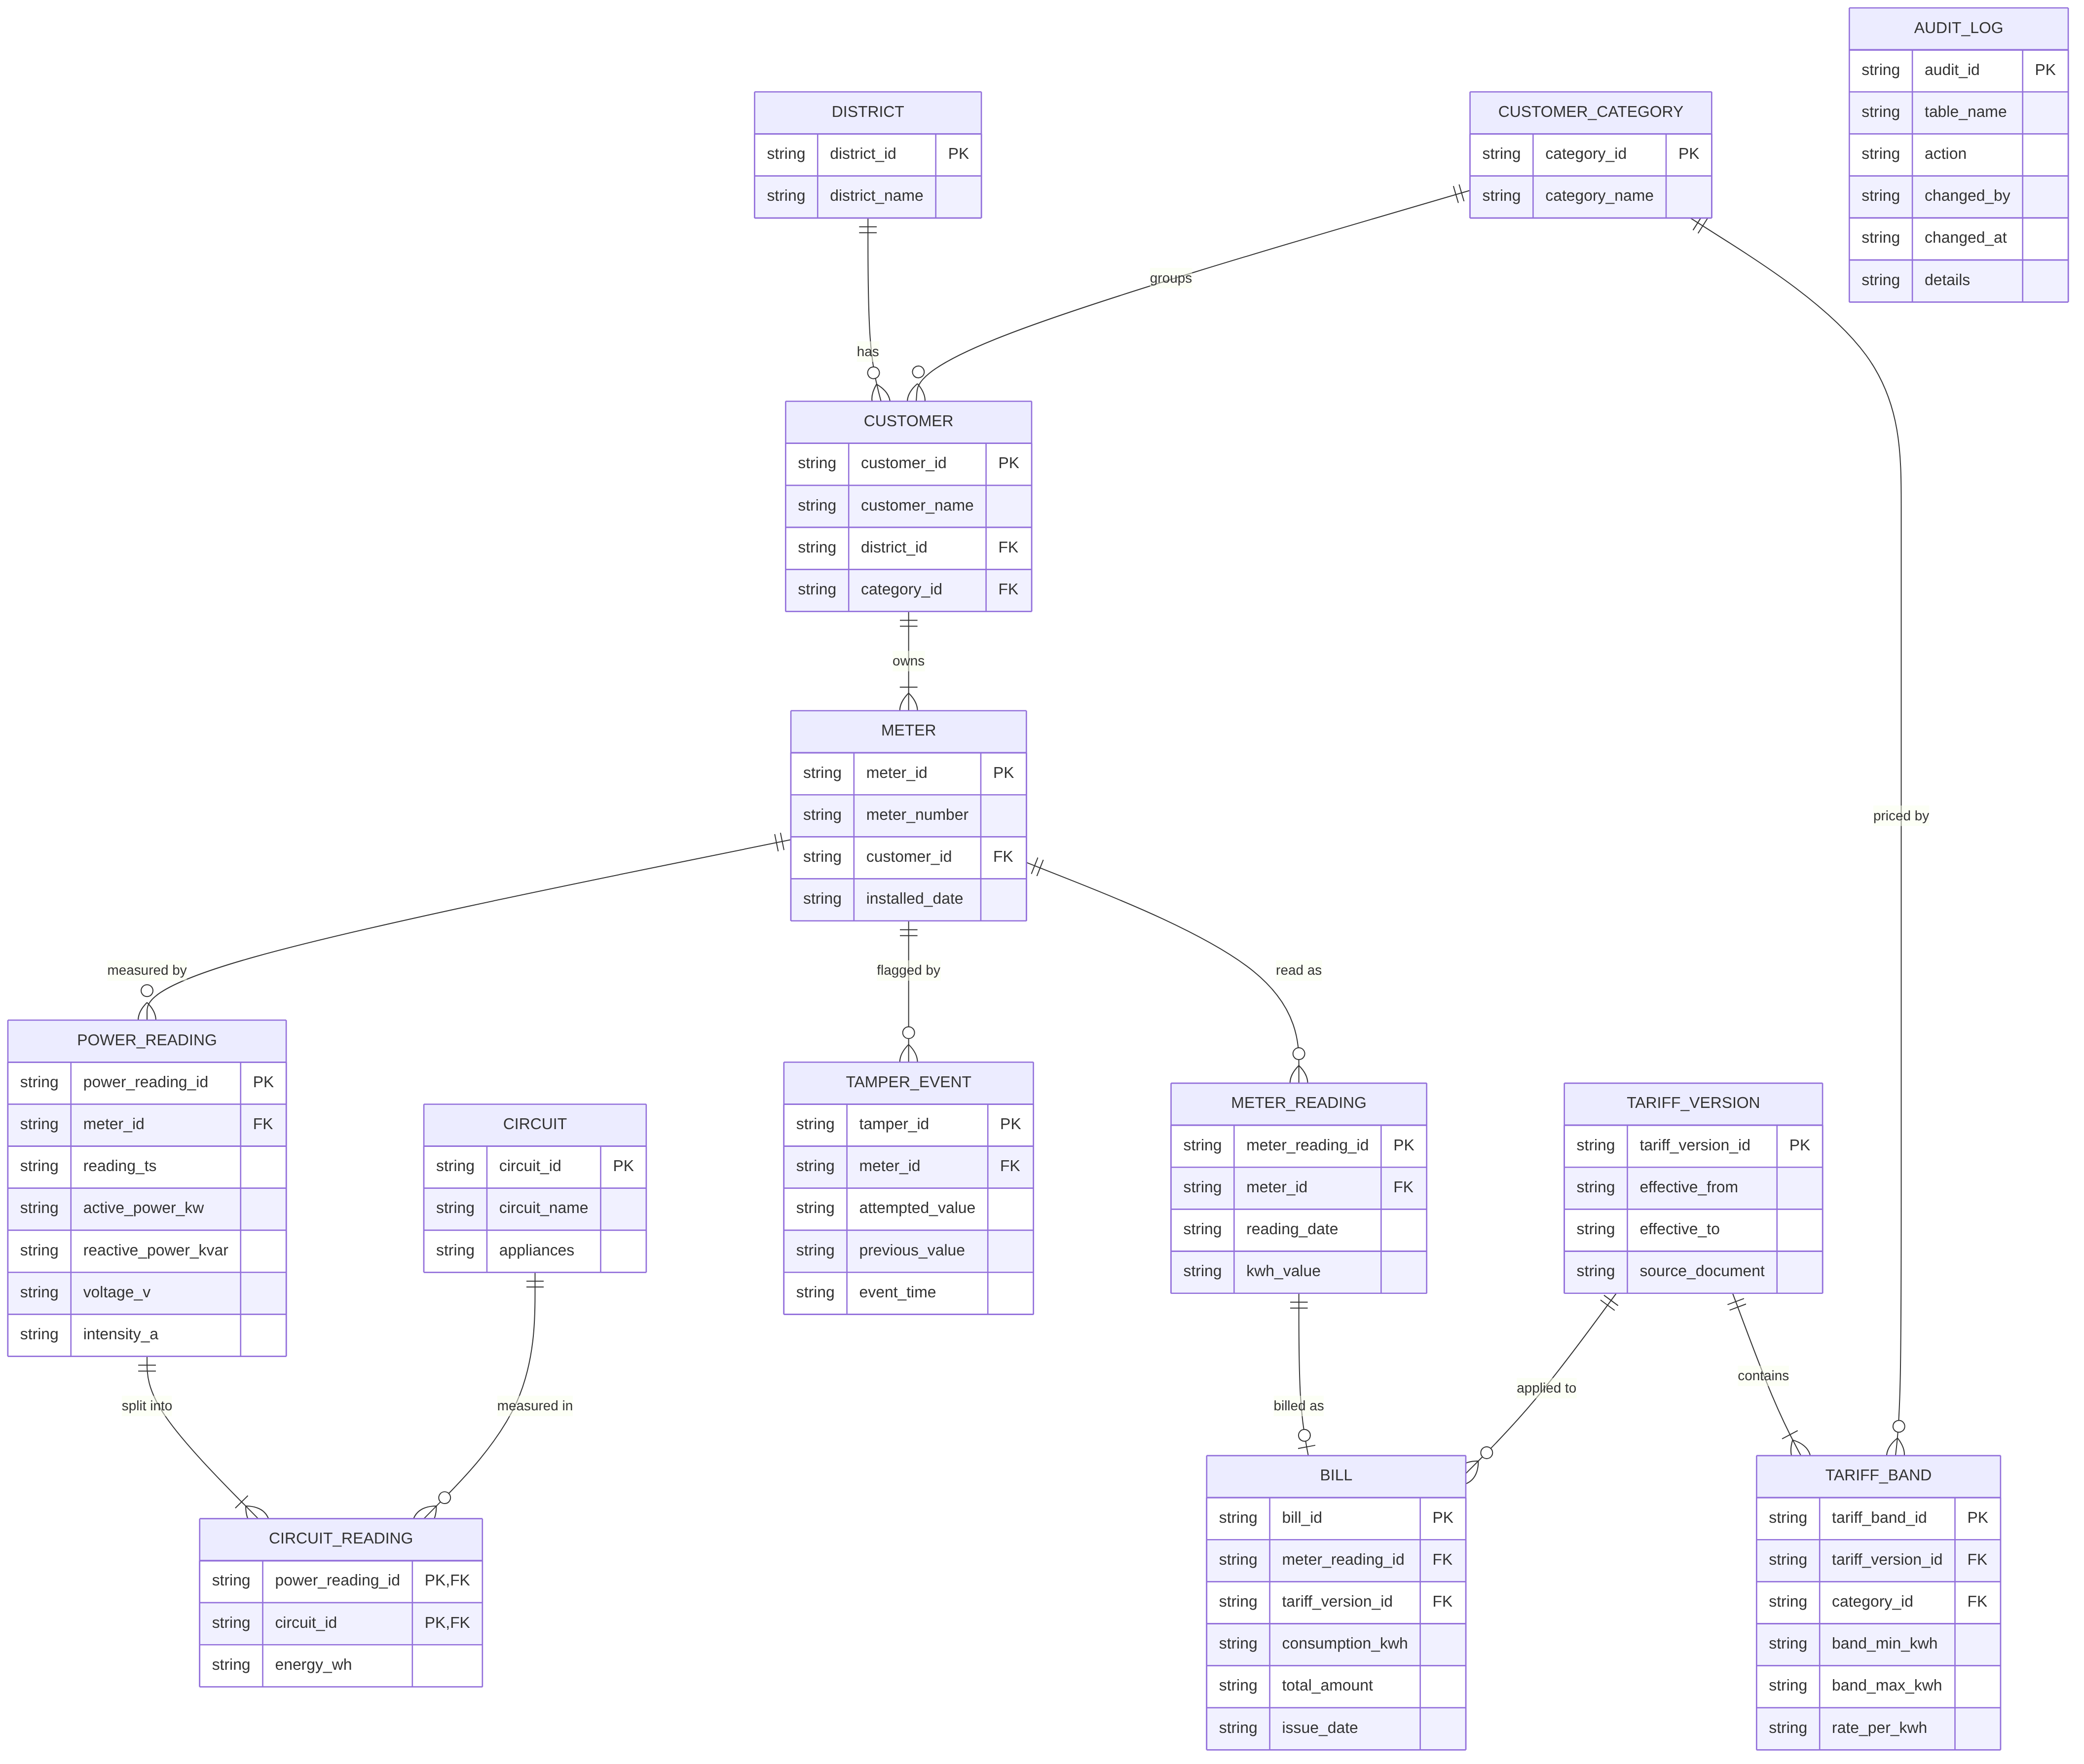 AUDIT_LOG
string audit_id PK
string table_name
string action
string changed_by
string changed_at
string details
DISTRICT
string district_id PK
string district_name
CUSTOMER_CATEGORY
string category_id PK
string category_name
groups
has
CUSTOMER
string customer_id PK
string customer_name
string district_id FK
string category_id FK
owns
METER
string meter_id PK
string meter_number
string customer_id FK
string installed_date
priced by
measured by
flagged by
read as
POWER_READING
string power_reading_id PK
string meter_id FK
string reading_ts
string active_power_kw
string reactive_power_kvar
string voltage_v
string intensity_a
CIRCUIT
string circuit_id PK
string circuit_name
string appliances
TAMPER_EVENT
string tamper_id PK
string meter_id FK
string attempted_value
string previous_value
string event_time
METER_READING
string meter_reading_id PK
string meter_id FK
string reading_date
string kwh_value
TARIFF_VERSION
string tariff_version_id PK
string effective_from
string effective_to
string source_document
split into
measured in
billed as
applied to
contains
CIRCUIT_READING
string power_reading_id PK,FK
string circuit_id PK,FK
string energy_wh
BILL
string bill_id PK
string meter_reading_id FK
string tariff_version_id FK
string consumption_kwh
string total_amount
string issue_date
TARIFF_BAND
string tariff_band_id PK
string tariff_version_id FK
string category_id FK
string band_min_kwh
string band_max_kwh
string rate_per_kwh